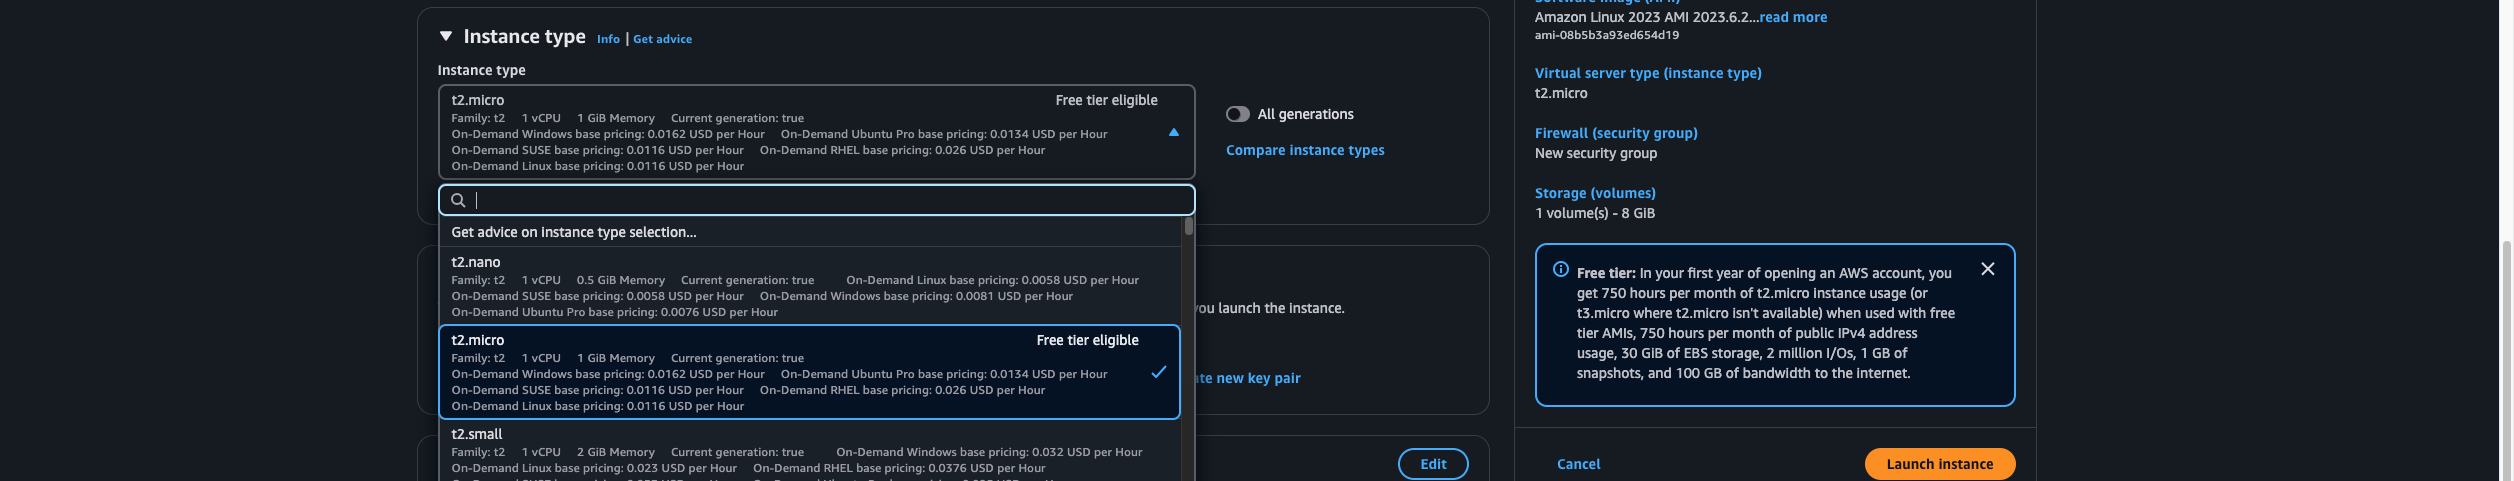 Instance type Info | Get advice
Instance type
t2.micro Free tier eligible
Family: t2 1 vCPU 1 GiB Memory Current generation: true
On-Demand Windows base pricing: 0.0162 USD per Hour On-Demand Ubuntu Pro base pricing: 0.0134 USD per Hour
On-Demand SUSE base pricing: 0.0116 USD per Hour On-Demand RHEL base pricing: 0.026 USD per Hour
On-Demand Linux base pricing: 0.0116 USD per Hour
All generations
Compare instance types
Get advice on instance type selection...
t2.nano
Family: t2 1 vCPU 0.5 GiB Memory Current generation: true On-Demand Linux base pricing: 0.0058 USD per Hour
On-Demand SUSE base pricing: 0.0058 USD per Hour On-Demand Windows base pricing: 0.0081 USD per Hour
On-Demand Ubuntu Pro base pricing: 0.0076 USD per Hour
t2.micro Free tier eligible
Family: t2 1 vCPU 1 GiB Memory Current generation: true
On-Demand Windows base pricing: 0.0162 USD per Hour On-Demand Ubuntu Pro base pricing: 0.0134 USD per Hour
On-Demand SUSE base pricing: 0.0116 USD per Hour On-Demand RHEL base pricing: 0.026 USD per Hour
On-Demand Linux base pricing: 0.0116 USD per Hour
t2.small
Family: t2 1 vCPU 2 GiB Memory Current generation: true On-Demand Windows base pricing: 0.032 USD per Hour
On-Demand Linux base pricing: 0.023 USD per Hour On-Demand RHEL base pricing: 0.0376 USD per Hour
you launch the instance.
new key pair
Edit
Amazon Linux 2023 AMI 2023.6.2...read more
ami-08b5b3a93ed654d19
Virtual server type (instance type)
t2.micro
Firewall (security group)
New security group
Storage (volumes)
1 volume(s) - 8 GiB
Free tier: In your first year of opening an AWS account, you
get 750 hours per month of t2.micro instance usage (or
t3.micro where t2.micro isn't available) when used with free
tier AMIs, 750 hours per month of public IPv4 address
usage, 30 GiB of EBS storage, 2 million I/Os, 1 GB of
snapshots, and 100 GB of bandwidth to the internet.
Cancel
Launch instance